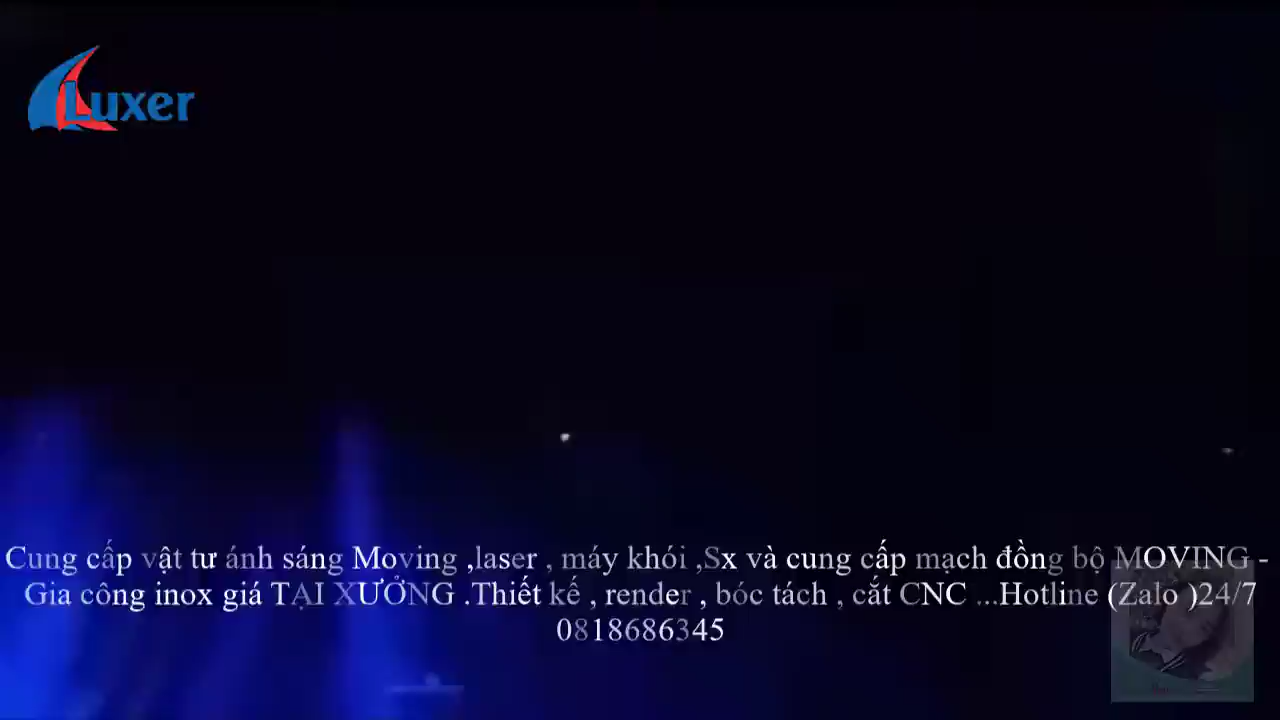 Luxer
Cung cấp vật tư ánh sáng Moving ,laser , máy khói ,Sx và cung cấp mạch đồng bộ MOVING -
Gia công inox giá TẠI XƯỞNG .Thiết kế , render , bóc tách , cắt CNC ...Hotline (Zalo )24/7
0818686345